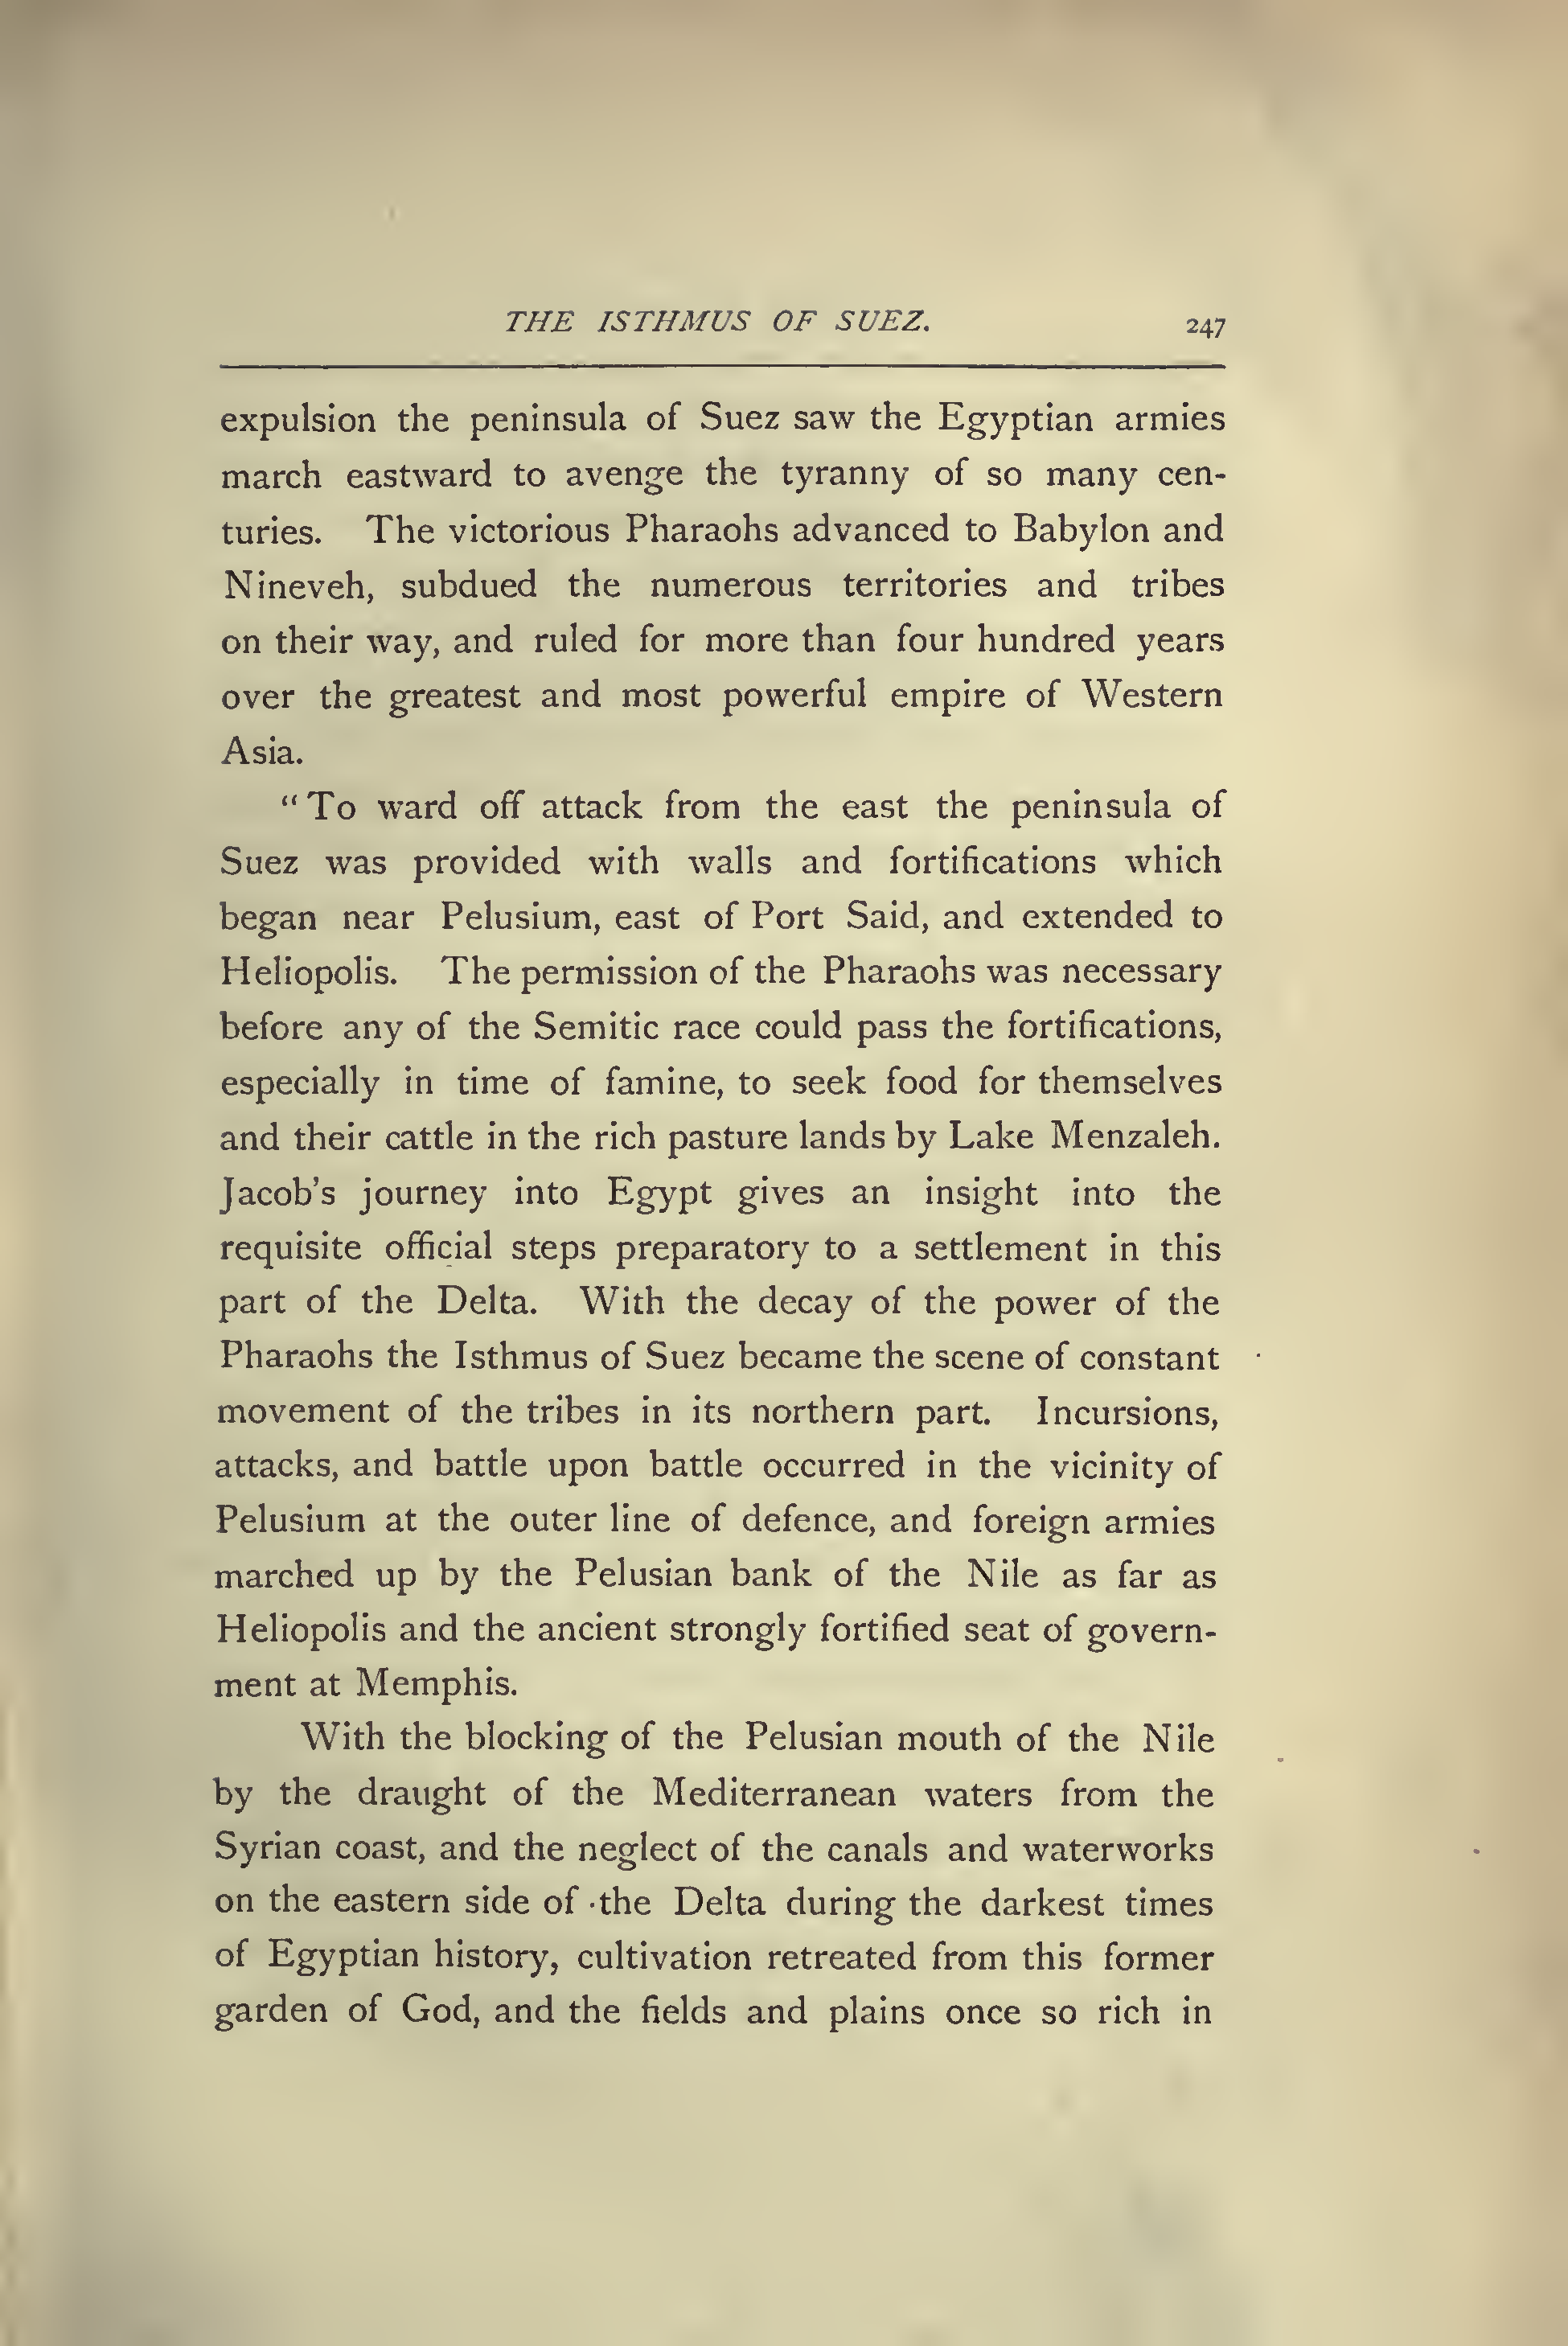 THE ISTHMUS OF SUEZ. 247
expulsion the peninsula of Suez saw the Egyptian armies
march eastward to avenge the tyranny of so many cen-
turies. The victorious Pharaohs advanced to Babylon and
Nineveh, subdued the numerous territories and tribes
on their way, and ruled for more than four hundred years
over the greatest and most powerful empire of Western
Asia.
“To ward off attack from the east the peninsula of
Suez was provided with walls and fortifications which
began near Pelusium, east of Port Said, and extended to
Heliopolis. The permission of the Pharaohs was necessary
before any of the Semitic race could pass the fortifications,
especially in time of famine, to seek food for themselves
and their cattle in the rich pasture lands by Lake Menzaleh.
Jacob’s journey into Egypt gives an insight into the
requisite official steps preparatory to a settlement in this
part of the Delta. With the decay of the power of the
Pharaohs the Isthmus of Suez became the scene of constant
movement of the tribes in its northern part. Incursions,
attacks, and battle upon battle occurred in the vicinity of
Pelusium at the outer line of defence, and foreign armies
marched up by the Pelusian bank of the Nile as far as
Heliopolis and the ancient strongly fortified seat of govern-
ment at Memphis.
With the blocking of the Pelusian mouth of the Nile
by the draught of the Mediterranean waters from the
Syrian coast, and the neglect of the canals and waterworks
on the eastern side of the Delta during the darkest times
of Egyptian history, cultivation retreated from this former
garden of God, and the fields and plains once so rich in